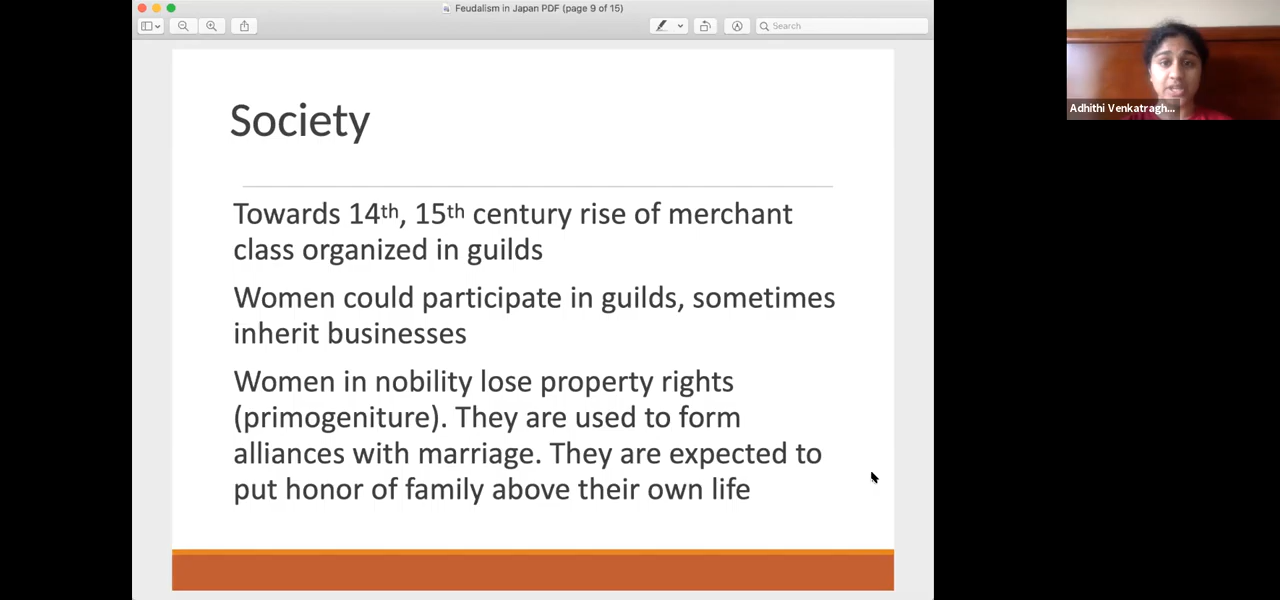 Feudalism in Japan PDF (page 9 of 15)
Search
Society
Towards 14th, 15th century rise of merchant
class organized in guilds
Women could participate in guilds, sometimes
inherit businesses
Women in nobility lose property rights
(primogeniture). They are used to form
alliances with marriage. They are expected to
put honor of family above their own life
Adhithi Venkatragh...